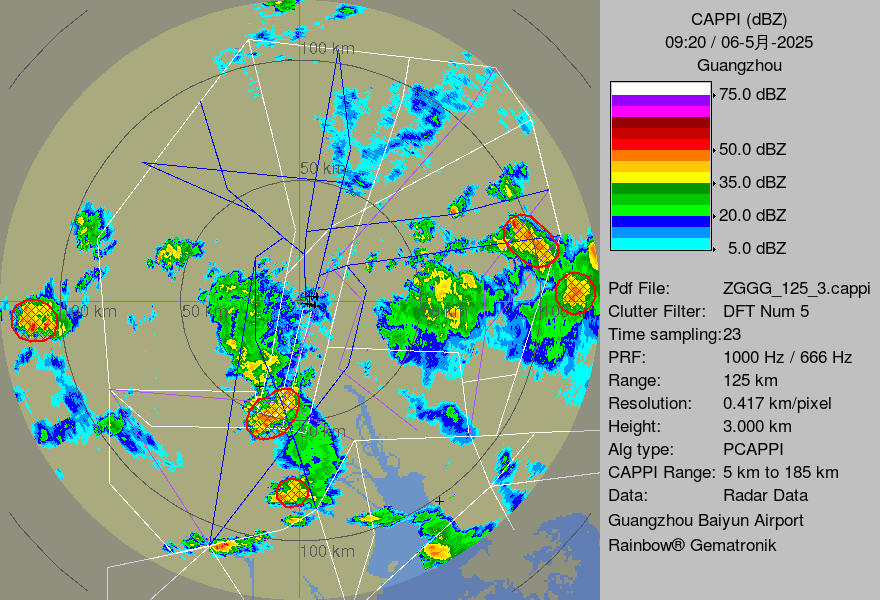 CAPPI (dBZ)
09:20 / 06-5月-2025
Guangzhou
75.0 dBZ
50.0 dBZ
35.0 dBZ
20.0 dBZ
5.0 dBZ
Pdf File: ZGGG_125_3.cappi
Clutter Filter: DFT Num 5
Time sampling:23
PRF: 1000 Hz / 666 Hz
Range: 125 km
Resolution: 0.417 km/pixel
Height: 3.000 km
Alg type: PCAPPI
CAPPI Range: 5 km to 185 km
Data: Radar Data
Guangzhou Baiyun Airport
Rainbow® Gematronik
100 km
50 km
50 km
100 km